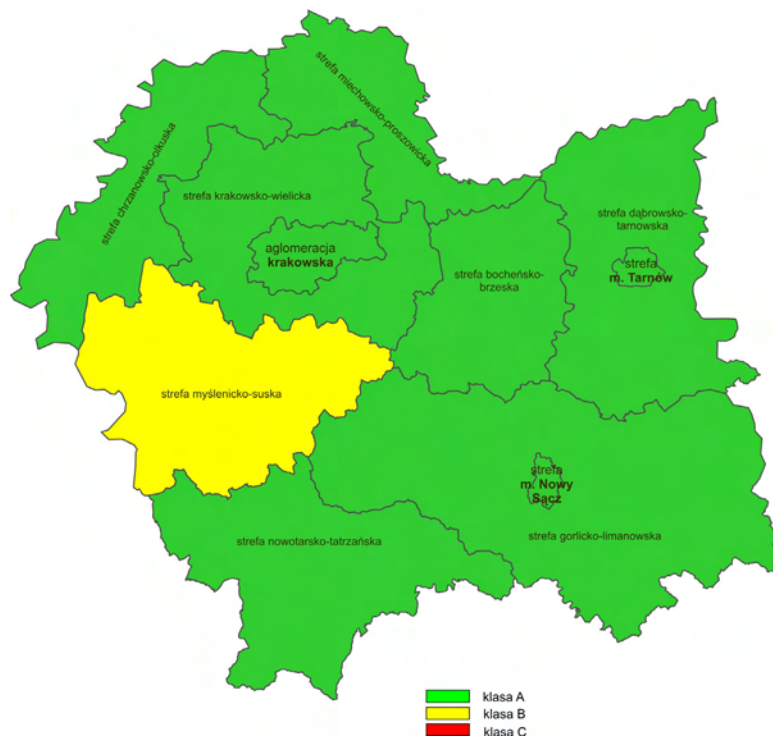 strefa miechowsko-proszowicka
strefa chrzanowsko-olkuska
strefa krakowsko-wielicka
aglomeracja
krakowska
strefa dąbrowsko-
tarnowska
strefa
m. Tarnów
strefa bocheńsko-
brzeska
strefa myślenicko-suska
strefa
m. Nowy
Sącz
strefa nowotarsko-tatrzańska
strefa gorlicko-limanowska
klasa A
klasa B
klasa C